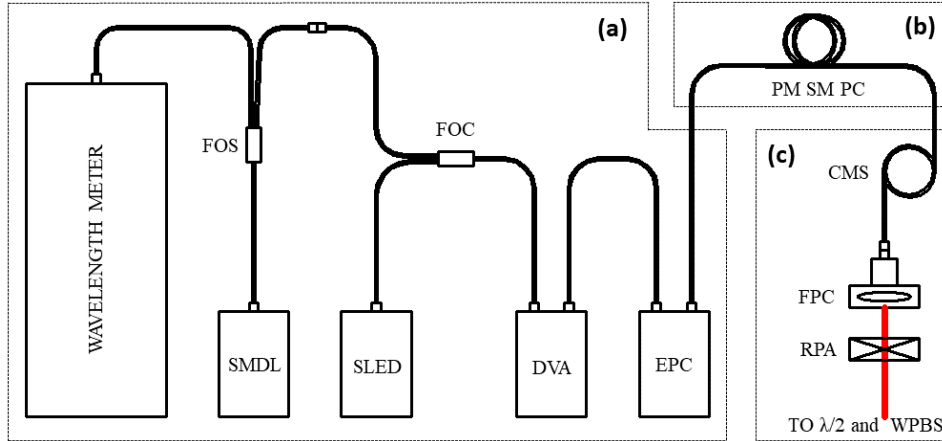 (a)
(b)
PM SM PC
FOS
FOC
(c)
CMS
WAVELENGTH METER
FPC
RPA
SMDL
SLED
DVA
EPC
TO λ/2 and WPBS